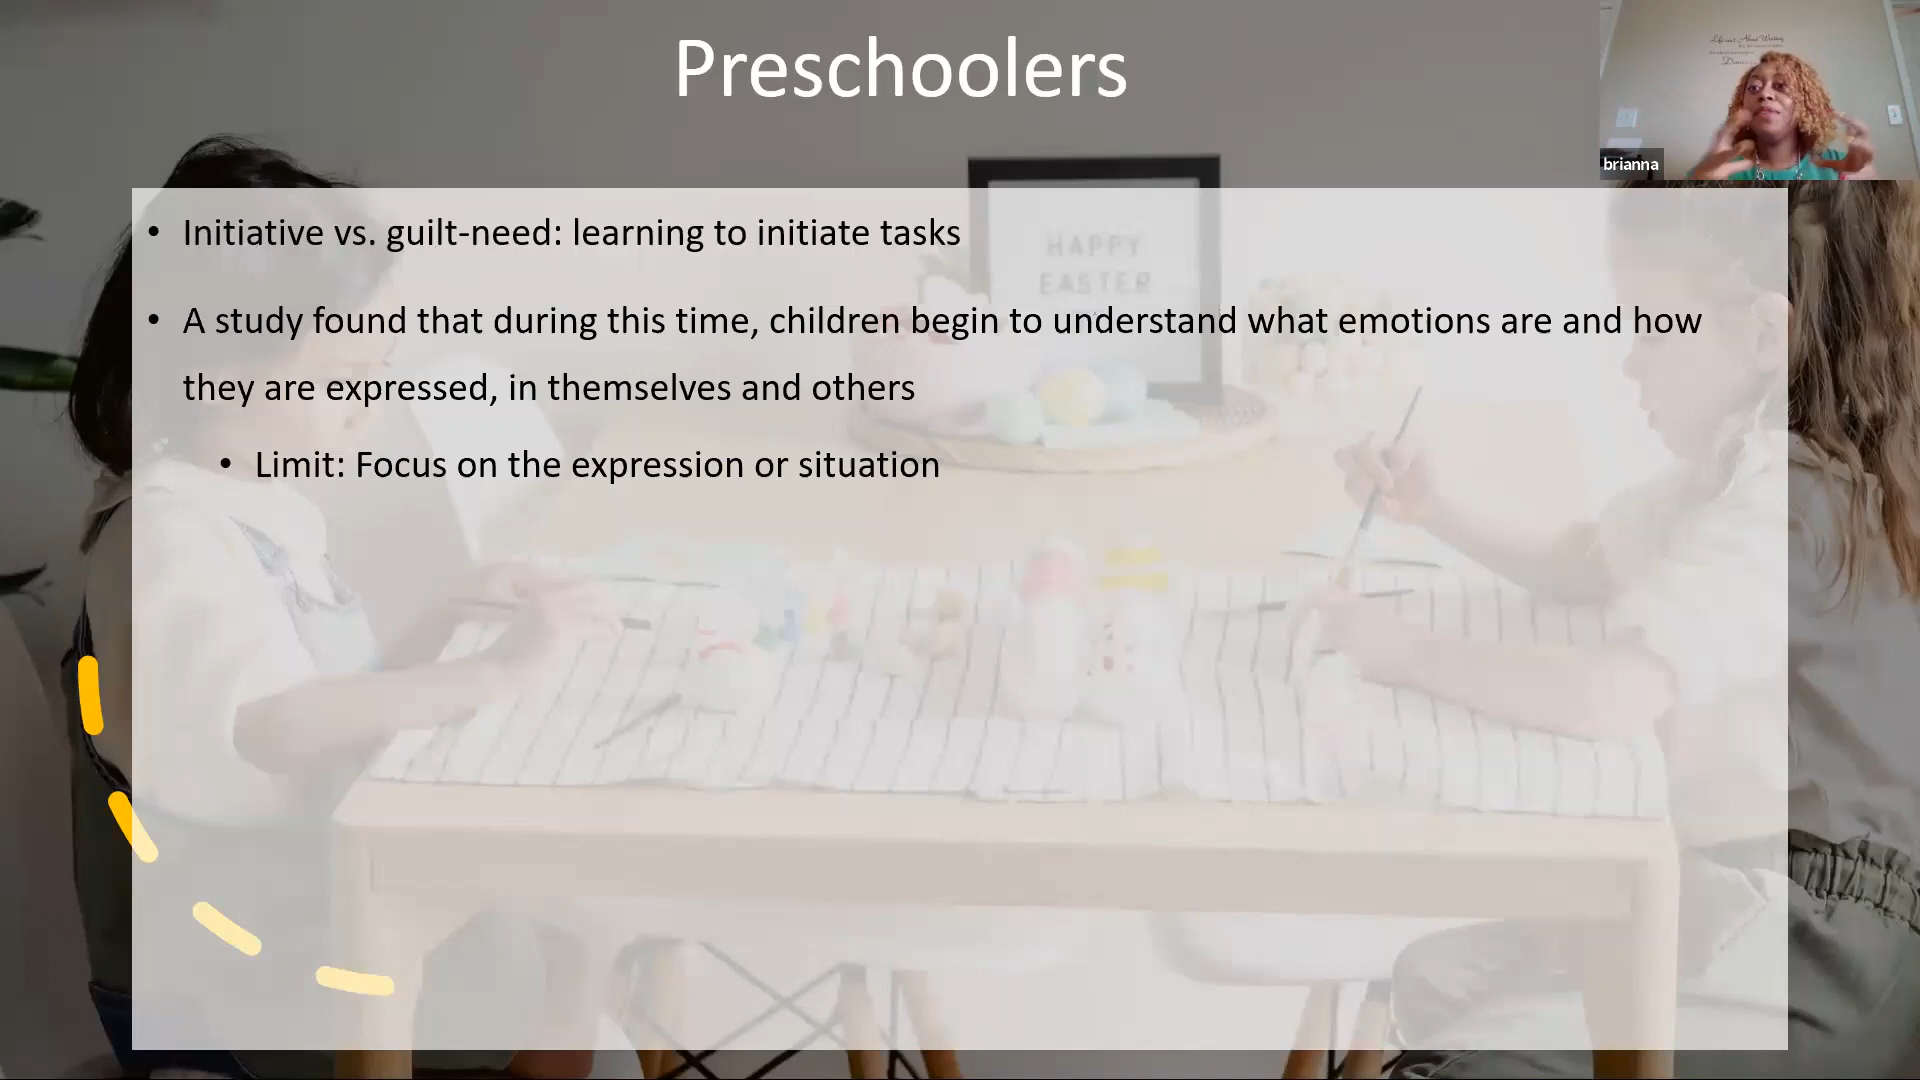 Preschoolers
brianna
• Initiative vs. guilt-need: learning to initiate tasks
HAPPY
EASTER
• A study found that during this time, children begin to understand what emotions are and how
they are expressed, in themselves and others
• Limit: Focus on the expression or situation